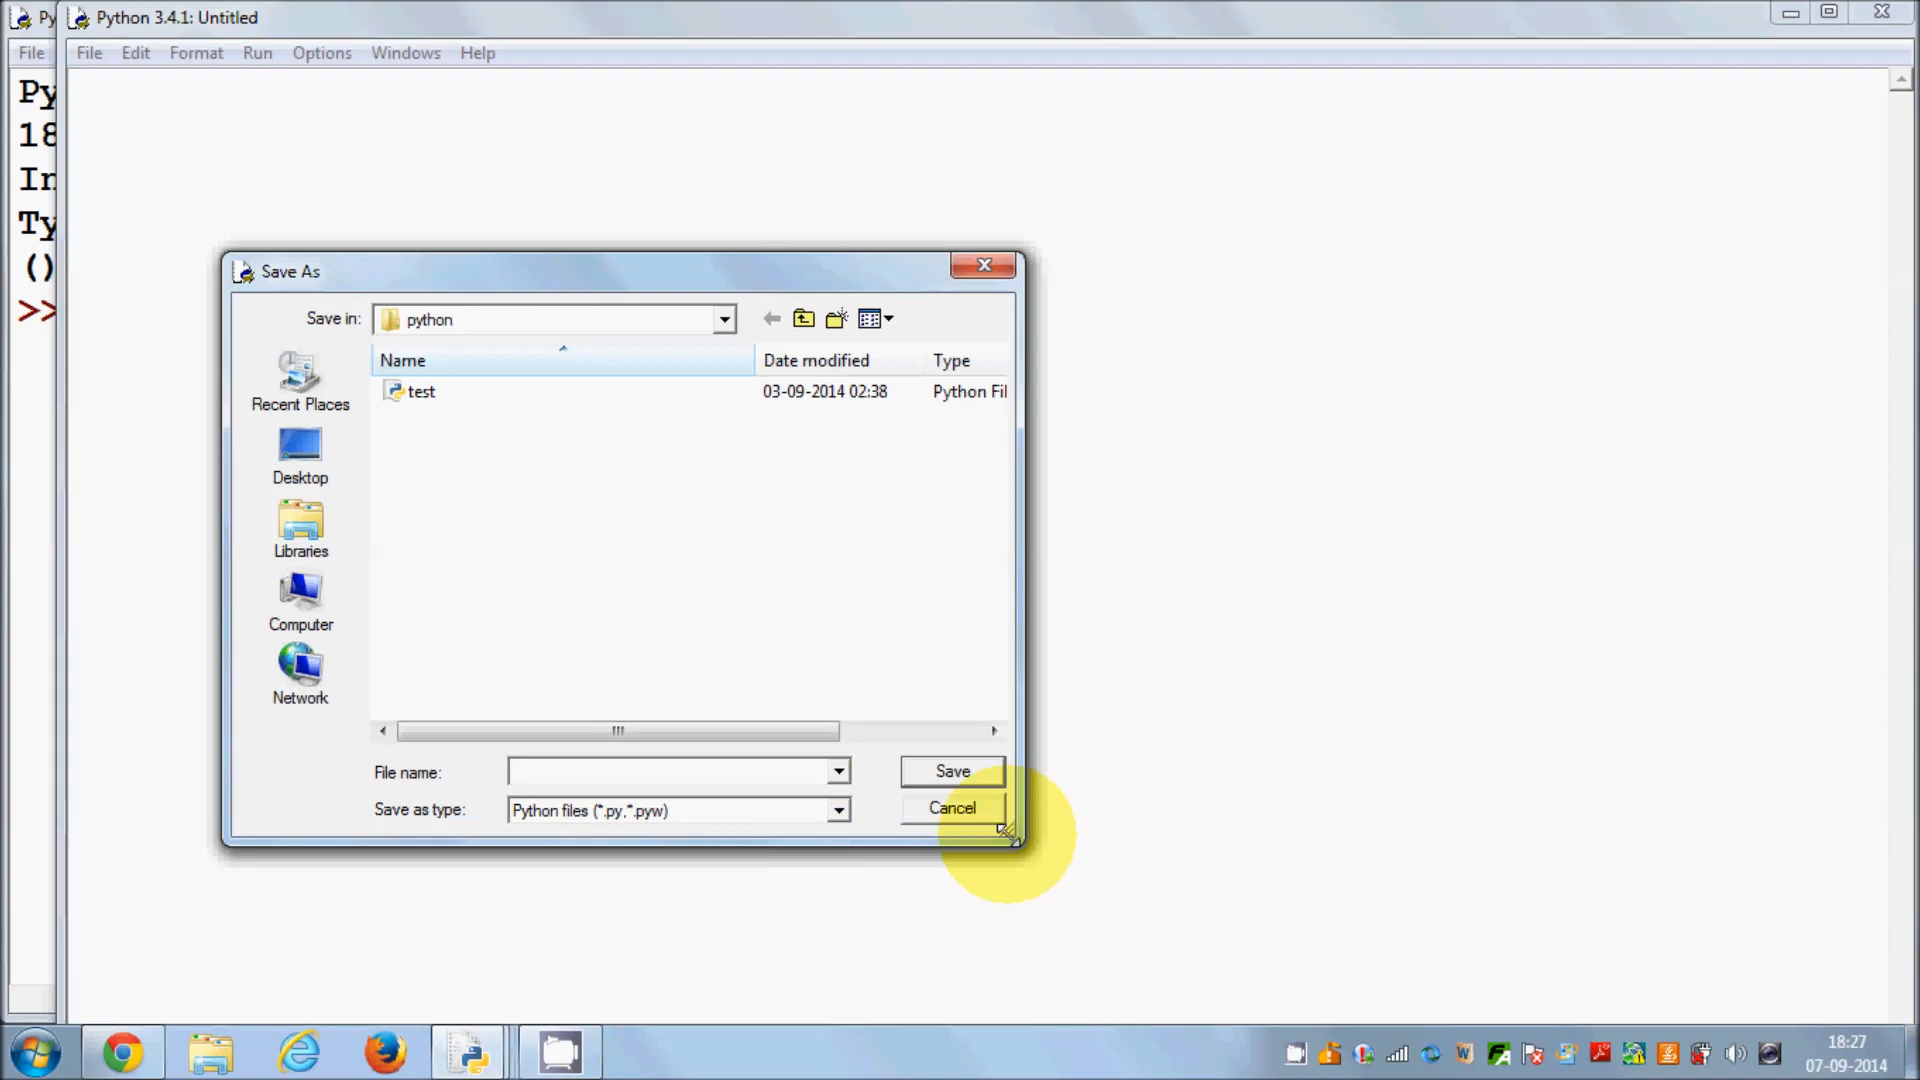 Py
Python 3.4.1: Untitled
File
File Edit Format Run Options Windows Help
Py
18
In
Ty
()
>>
Save As
Save in: python
Name Date modified Type
test 03-09-2014 02:38 Python Fil
Recent Places
Desktop
Libraries
Computer
Network
File name: Save
Save as type: Python files (*.py,*.pyw) Cancel
18:27
07-09-2014